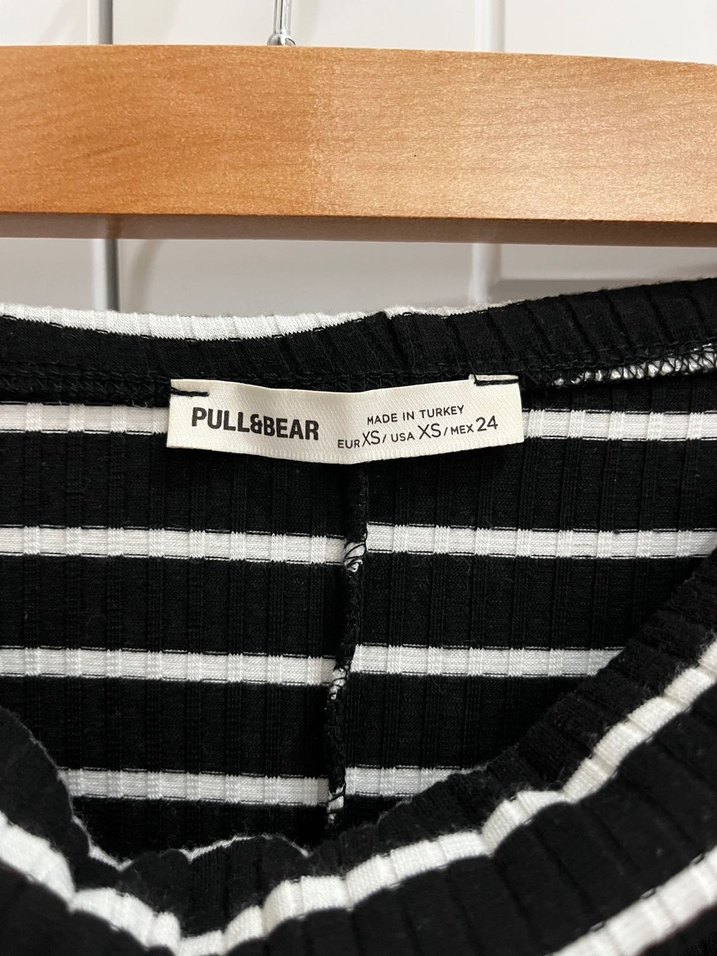 PULL&BEAR
MADE IN TURKEY
EUR XS / USA XS / MEX 24